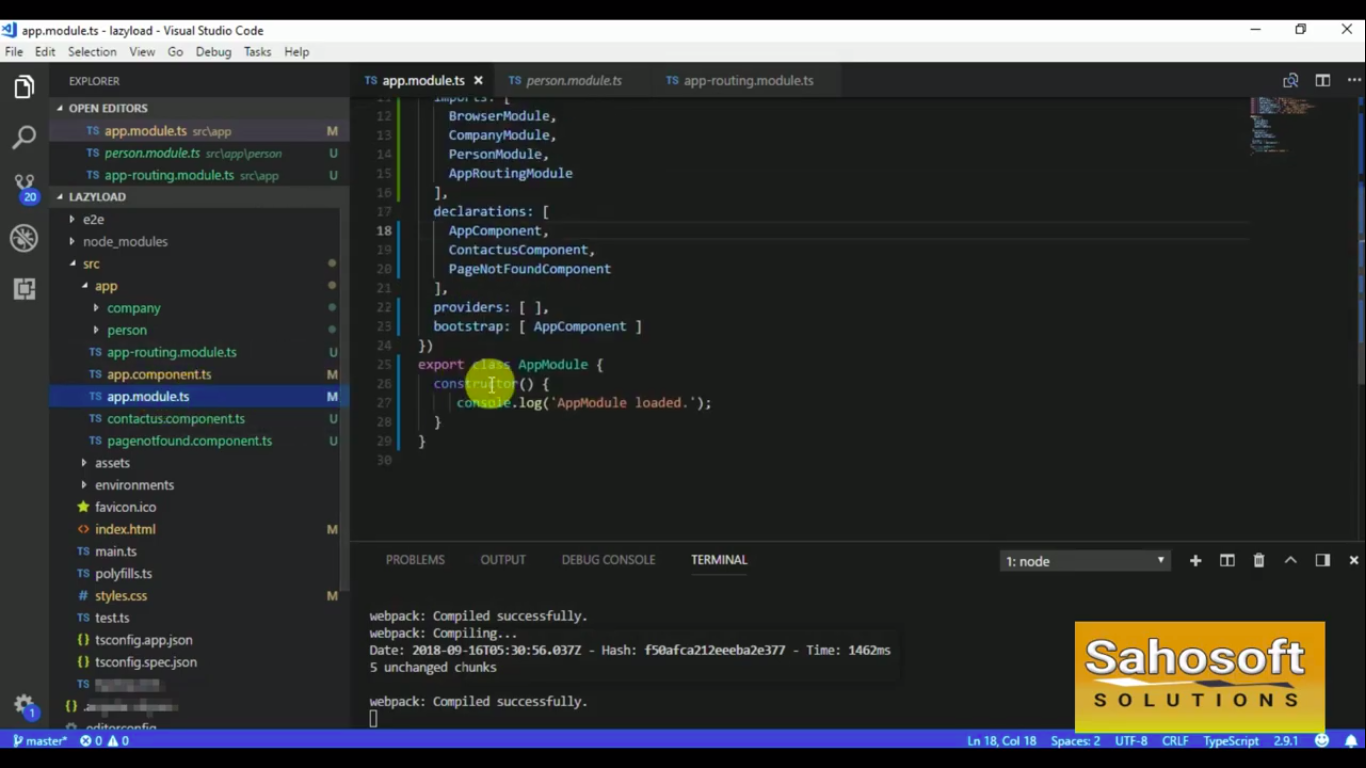 app.module.ts - lazyload - Visual Studio Code
File Edit Selection View Go Debug Tasks Help
EXPLORER
OPEN EDITORS
TS app.module.ts src\app M
TS person.module.ts src\app\person U
TS app-routing.module.ts src\app U
20
LAZYLOAD
e2e
node_modules
src
app
company
person
TS app-routing.module.ts U
TS app.component.ts M
TS app.module.ts M
TS contactus.component.ts U
TS pagenotfound.component.ts U
assets
environments
favicon.ico
<> index.html M
TS main.ts
TS polyfills.ts
# styles.css M
TS test.ts
{} tsconfig.app.json
{} tsconfig.spec.json
TS
{}
.editorconfig
1
TS app.module.ts × TS person.module.ts TS app-routing.module.ts
imports: [
12 BrowserModule,
13 CompanyModule,
14 PersonModule,
15 AppRoutingModule
16 ],
17 declarations: [
18 AppComponent,
19 ContactusComponent,
20 PageNotFoundComponent
21 ],
22 providers: [ ],
23 bootstrap: [ AppComponent ]
24 })
25 export class AppModule {
26 constructor() {
27 console.log('AppModule loaded.');
28 }
29 }
30
PROBLEMS OUTPUT DEBUG CONSOLE TERMINAL 1: node
webpack: Compiled successfully.
webpack: Compiling...
Date: 2018-09-16T05:30:56.037Z - Hash: f50afca212eeeba2e377 - Time: 1462ms
5 unchanged chunks
webpack: Compiled successfully.
Sahosoft
SOLUTIONS
master* 0 0 Ln 18, Col 18 Spaces: 2 UTF-8 CRLF TypeScript 2.9.1